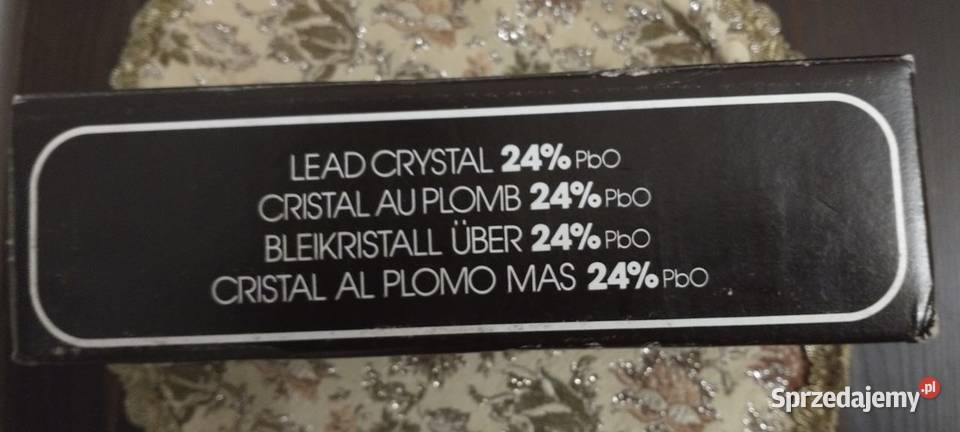 LEAD CRYSTAL 24% PbO
CRISTAL AU PLOMB 24% PbO
BLEIKRISTALL ÜBER 24% PbO
CRISTAL AL PLOMO MAS 24% PbO
Sprzedajemy.pl